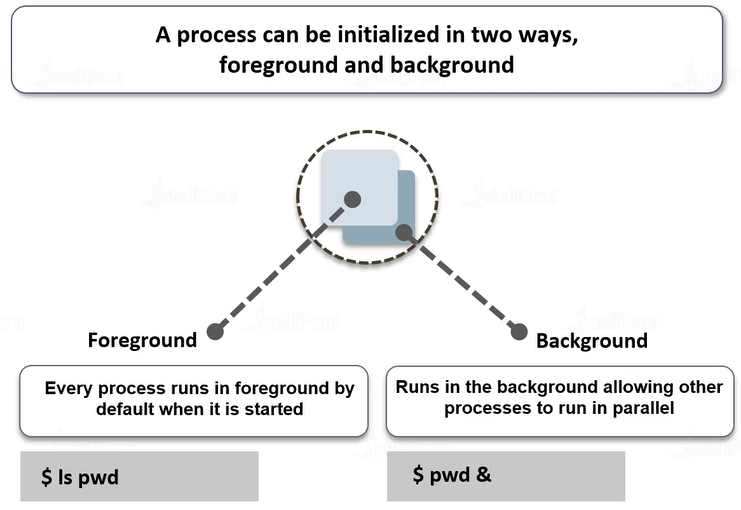 A process can be initialized in two ways,
foreground and background
Foreground
Background
Every process runs in foreground by
default when it is started
Runs in the background allowing other
processes to run in parallel
$ ls pwd
$ pwd &